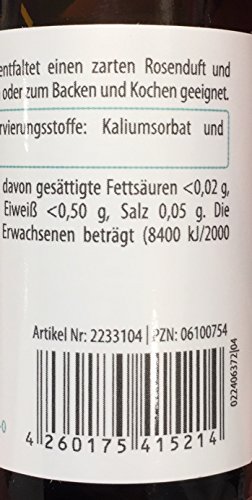 entfaltet einen zarten Rosenduft und
oder zum Backen und Kochen geeignet.
rvierungsstoffe: Kaliumsorbat und
davon gesättigte Fettsäuren <0,02 g,
Eiweiß <0,50 g, Salz 0,05 g. Die
Erwachsenen beträgt (8400 kJ/2000
Artikel Nr: 2233104 | PZN: 06100754
4 260175 415214
022406372|04